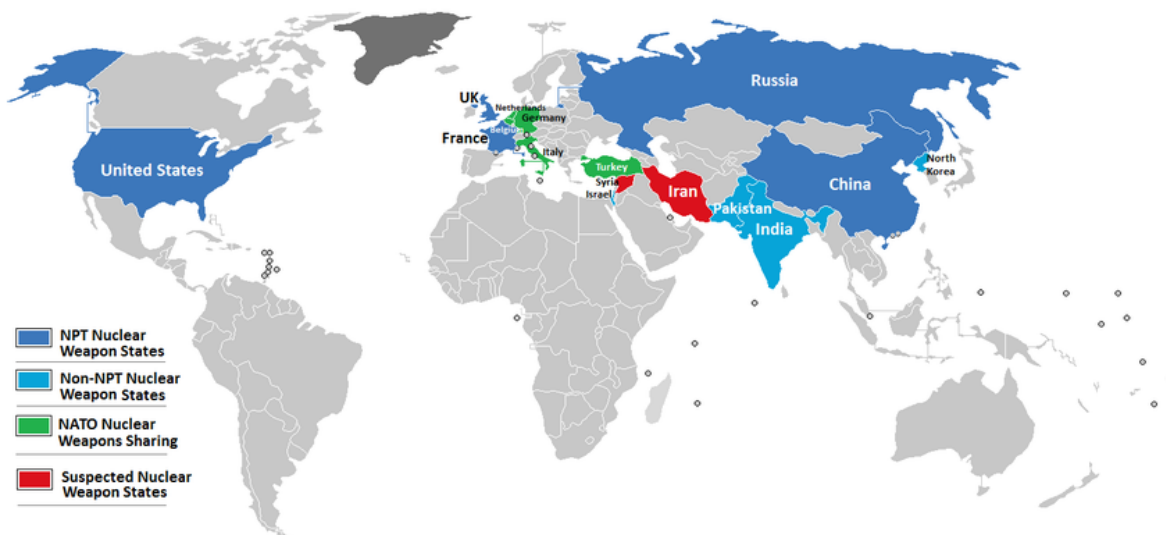 Russia
UK
Netherlands
Germany
Belgium
France
Italy
United States
Turkey
North
Korea
Syria
Iran
China
Israel
Pakistan
India
NPT Nuclear
Weapon States
Non-NPT Nuclear
Weapon States
NATO Nuclear
Weapons Sharing
Suspected Nuclear
Weapon States